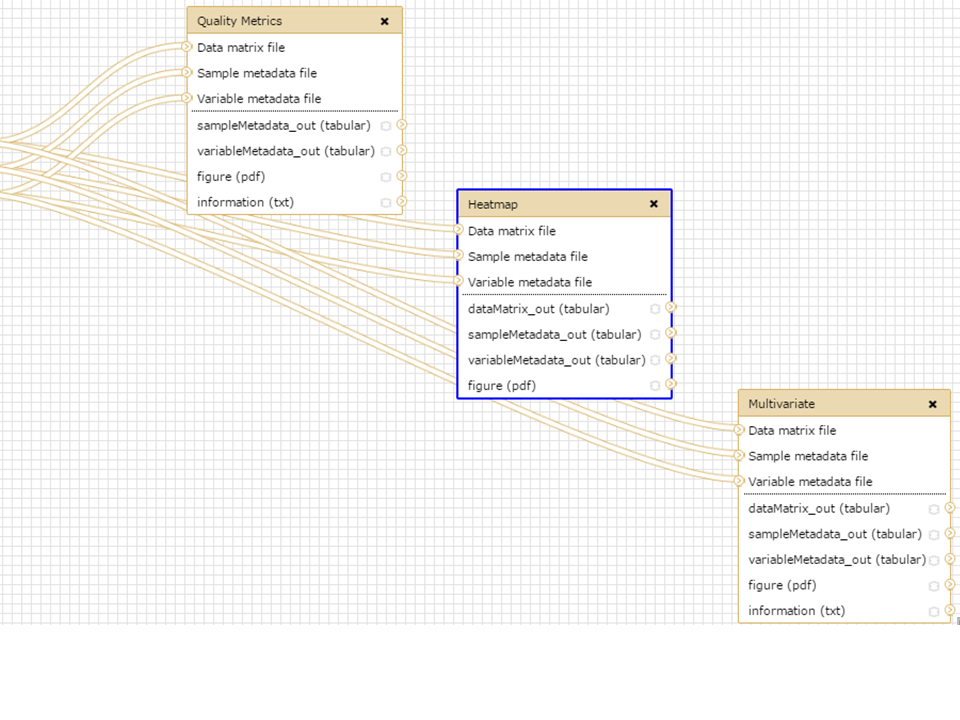 Quality Metrics
Data matrix file
Sample metadata file
Variable metadata file
sampleMetadata_out (tabular)
variableMetadata_out (tabular)
figure (pdf)
information (txt)
Heatmap
Data matrix file
Sample metadata file
Variable metadata file
dataMatrix_out (tabular)
sampleMetadata_out (tabular)
variableMetadata_out (tabular)
figure (pdf)
Multivariate
Data matrix file
Sample metadata file
Variable metadata file
dataMatrix_out (tabular)
sampleMetadata_out (tabular)
variableMetadata_out (tabular)
figure (pdf)
information (txt)